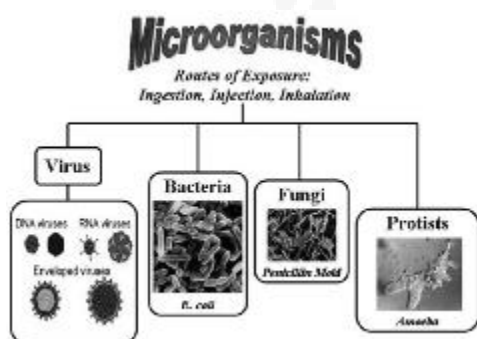 Microorganisms
Routes of Exposure:
Ingestion, Injection, Inhalation
Virus
DNA viruses
RNA viruses
Enveloped viruses
Bacteria
E. coli
Fungi
Penicilin Mold
Protists
Amoeba